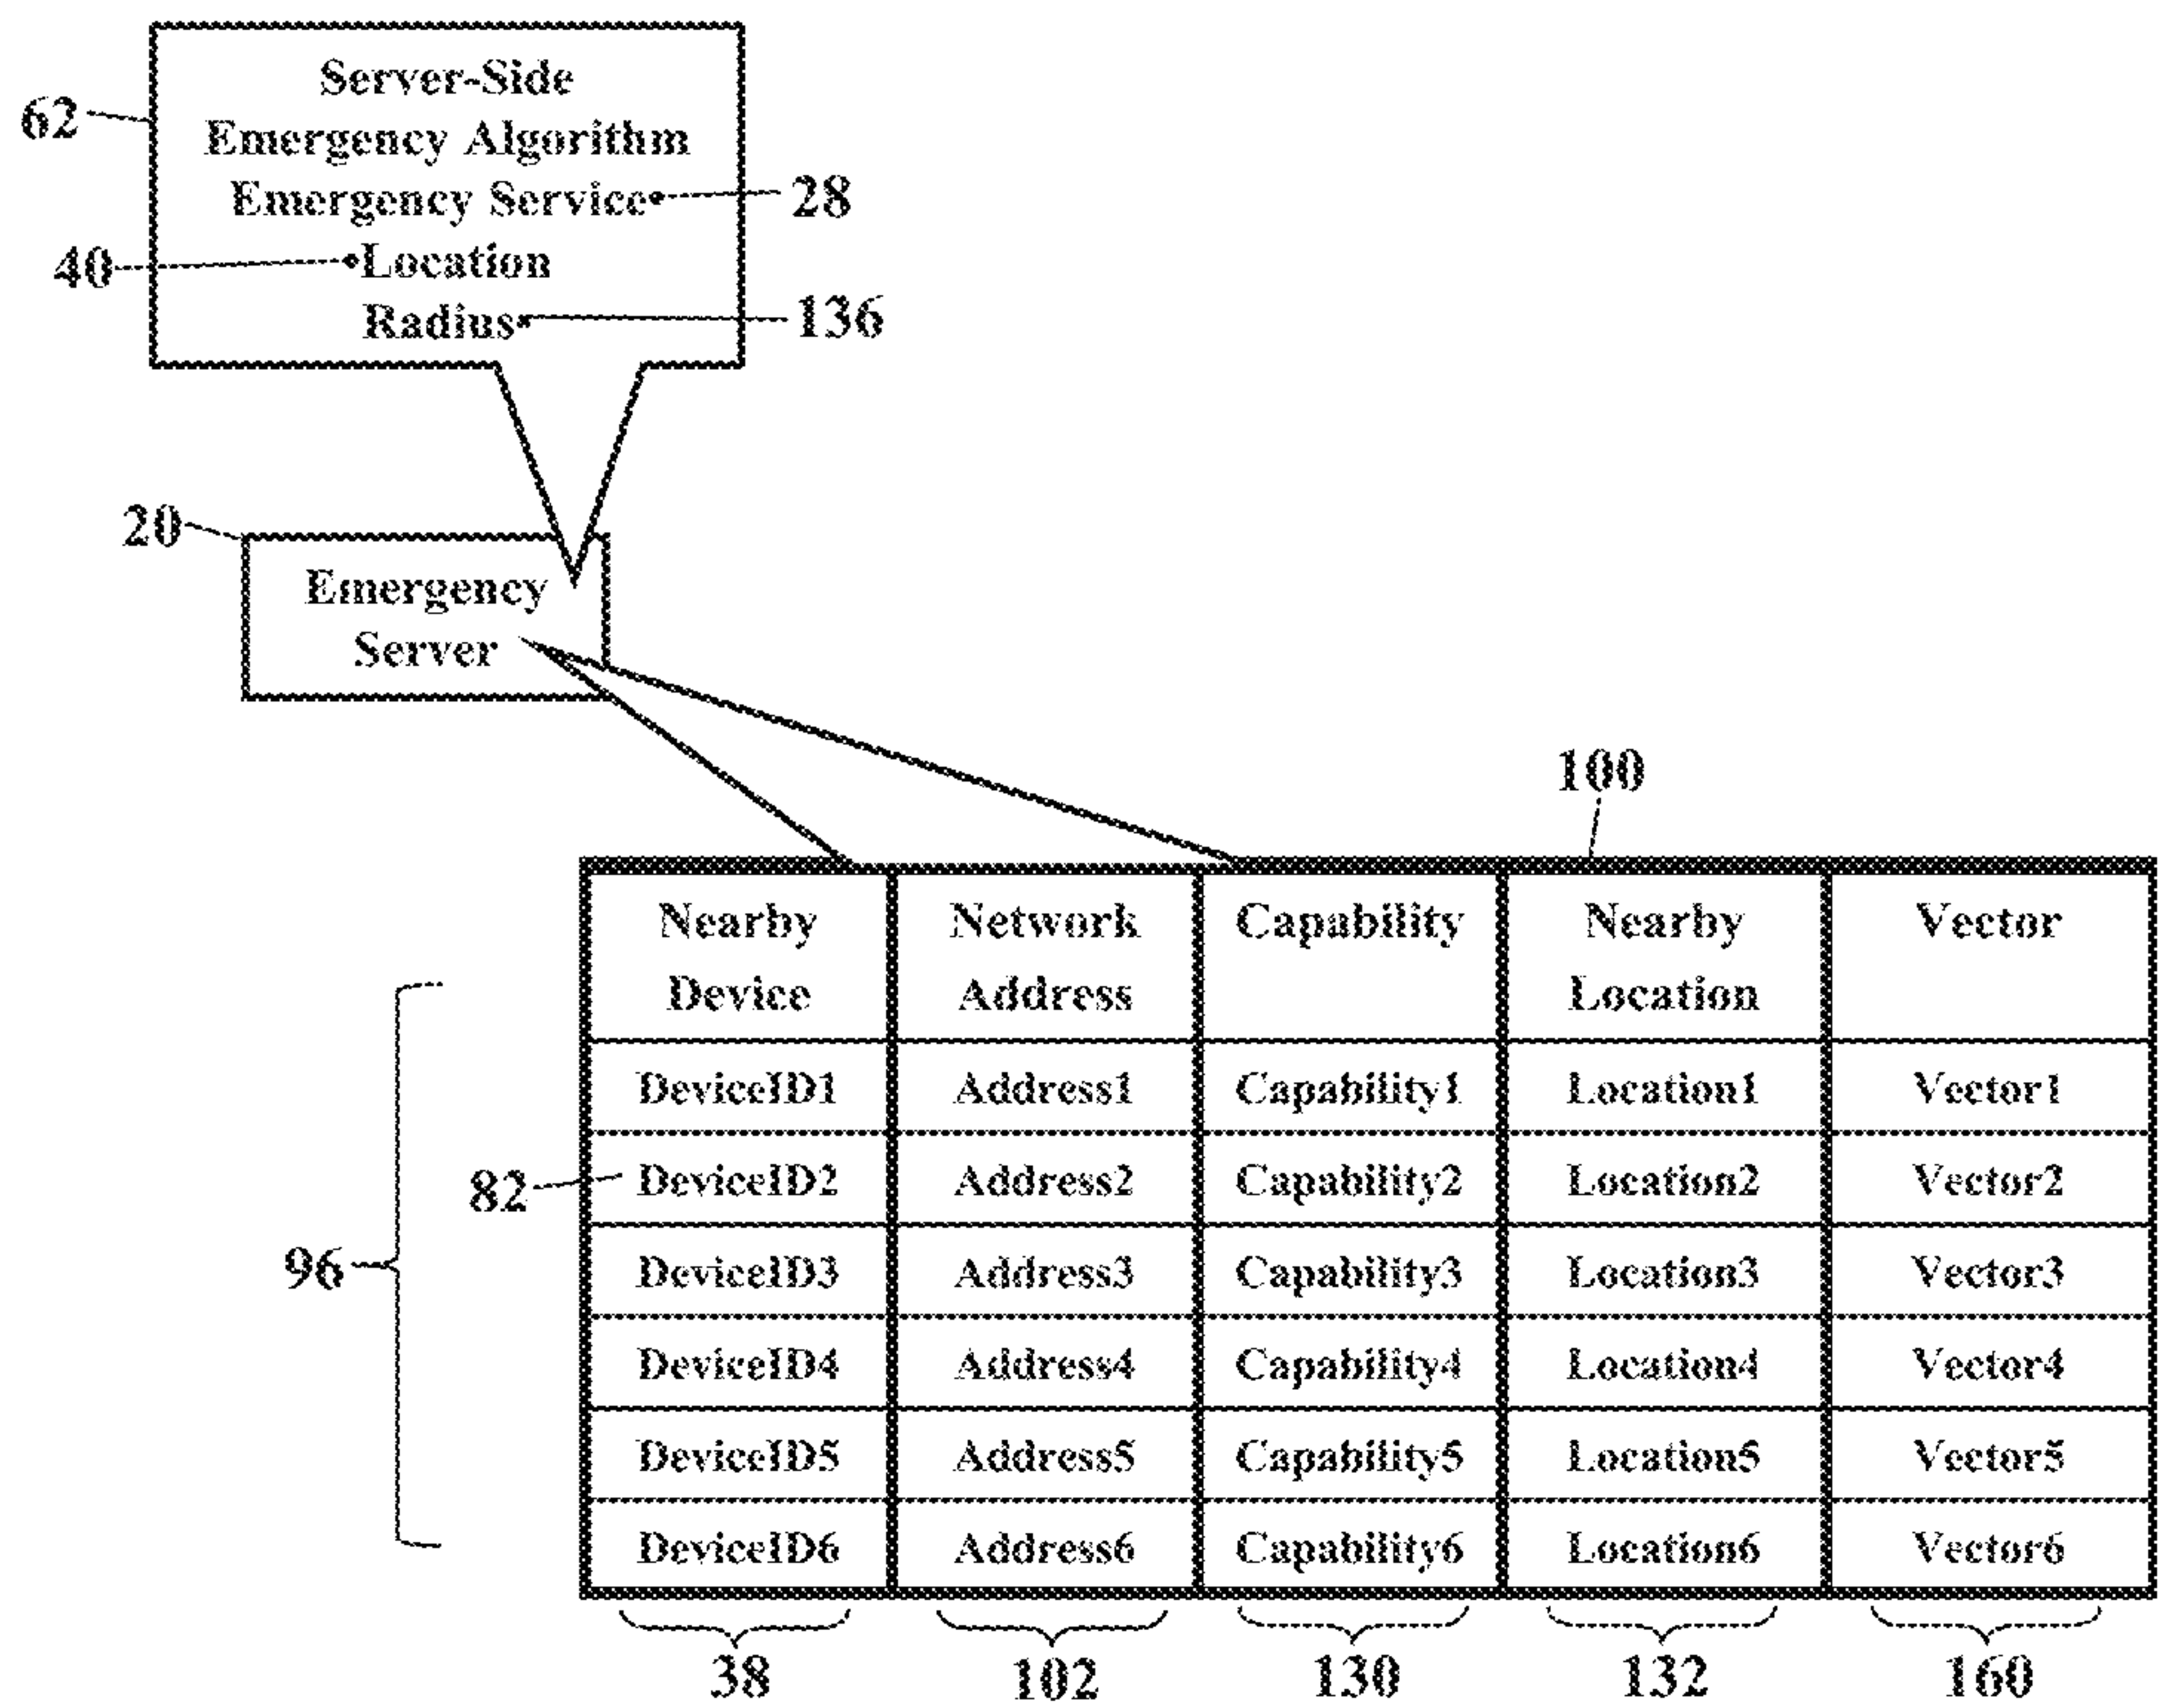 Server-Side
62
Emergency Algorithm
Emergency Service 28
40 Location
Radius 136
20
Emergency
Server
100
Nearby Network Capability Nearby Vector
Device Address Location
DeviceID1 Address1 Capability1 Location1 Vector1
82 DeviceID2 Address2 Capability2 Location2 Vector2
96 DeviceID3 Address3 Capability3 Location3 Vector3
DeviceID4 Address4 Capability4 Location4 Vector4
DeviceID5 Address5 Capability5 Location5 Vector5
DeviceID6 Address6 Capability6 Location6 Vector6
38 102 130 132 160